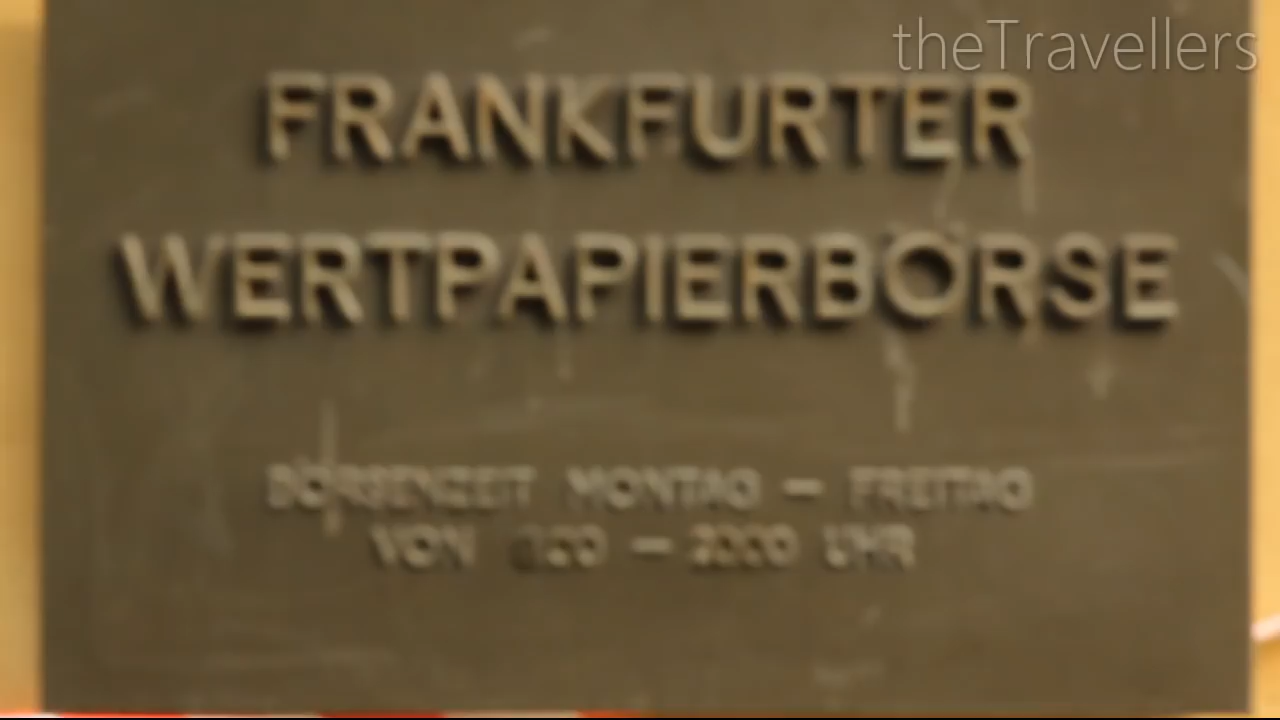 theTravellers
FRANKFURTER
WERTPAPIERBÖRSE
BÖRSENZEIT MONTAG — FREITAG
VON — UHR